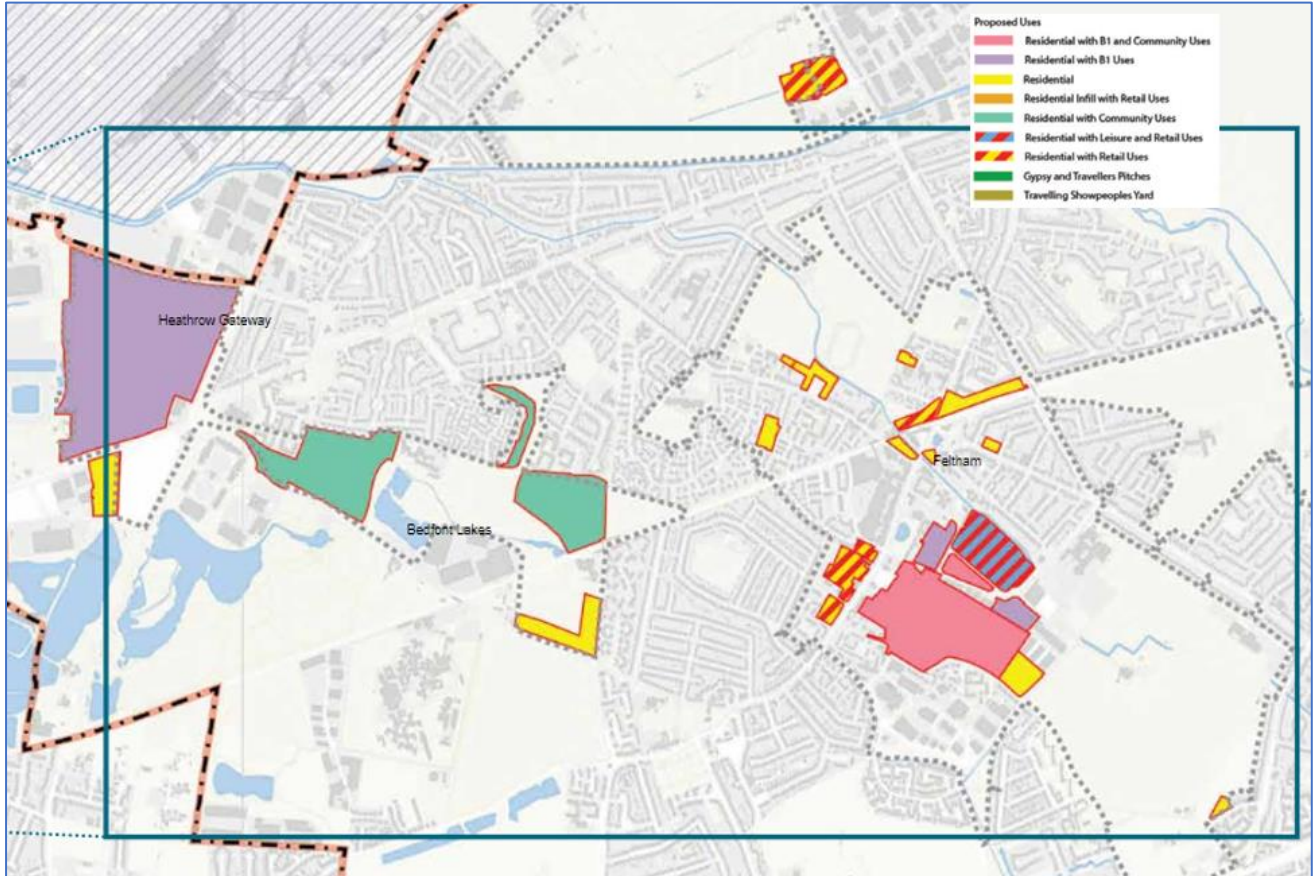 Proposed Uses
Residential with B1 and Community Uses
Residential with B1 Uses
Residential
Residential Infill with Retail Uses
Residential with Community Uses
Residential with Leisure and Retail Uses
Residential with Retail Uses
Gypsy and Travellers Pitches
Travelling Showpeoples Yard
Heathrow Gateway
Feltham
Bedfont Lakes